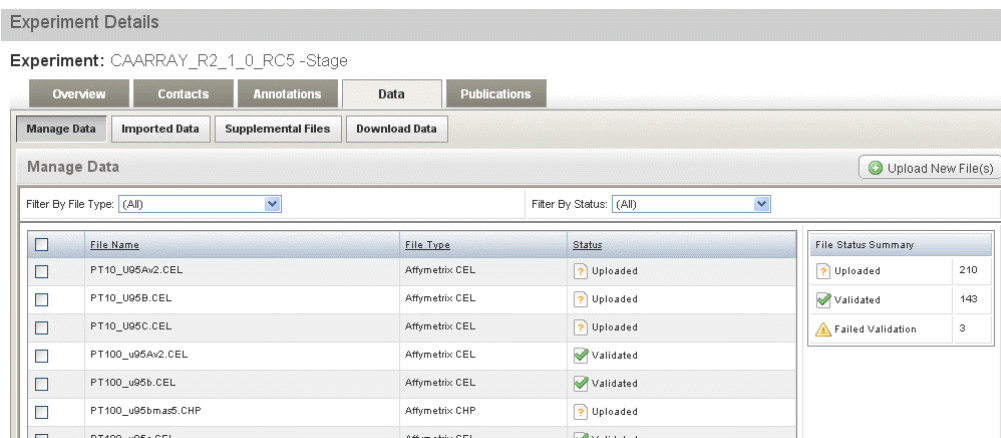 Experiment Details
Experiment: CAARRAY_R2_1_0_RC5 -Stage
Overview Contacts Annotations Data Publications
Manage Data Imported Data Supplemental Files Download Data
Manage Data Upload New File(s)
Filter By File Type: (All) Filter By Status: (All)
File Name File Type Status File Status Summary
PT10_U95Av2.CEL Affymetrix CEL Uploaded Uploaded 210
PT10_U95B.CEL Affymetrix CEL Uploaded Validated 143
PT10_U95C.CEL Affymetrix CEL Uploaded Failed Validation 3
PT100_u95Av2.CEL Affymetrix CEL Validated
PT100_u95b.CEL Affymetrix CEL Validated
PT100_u95bmas5.CHP Affymetrix CHP Uploaded